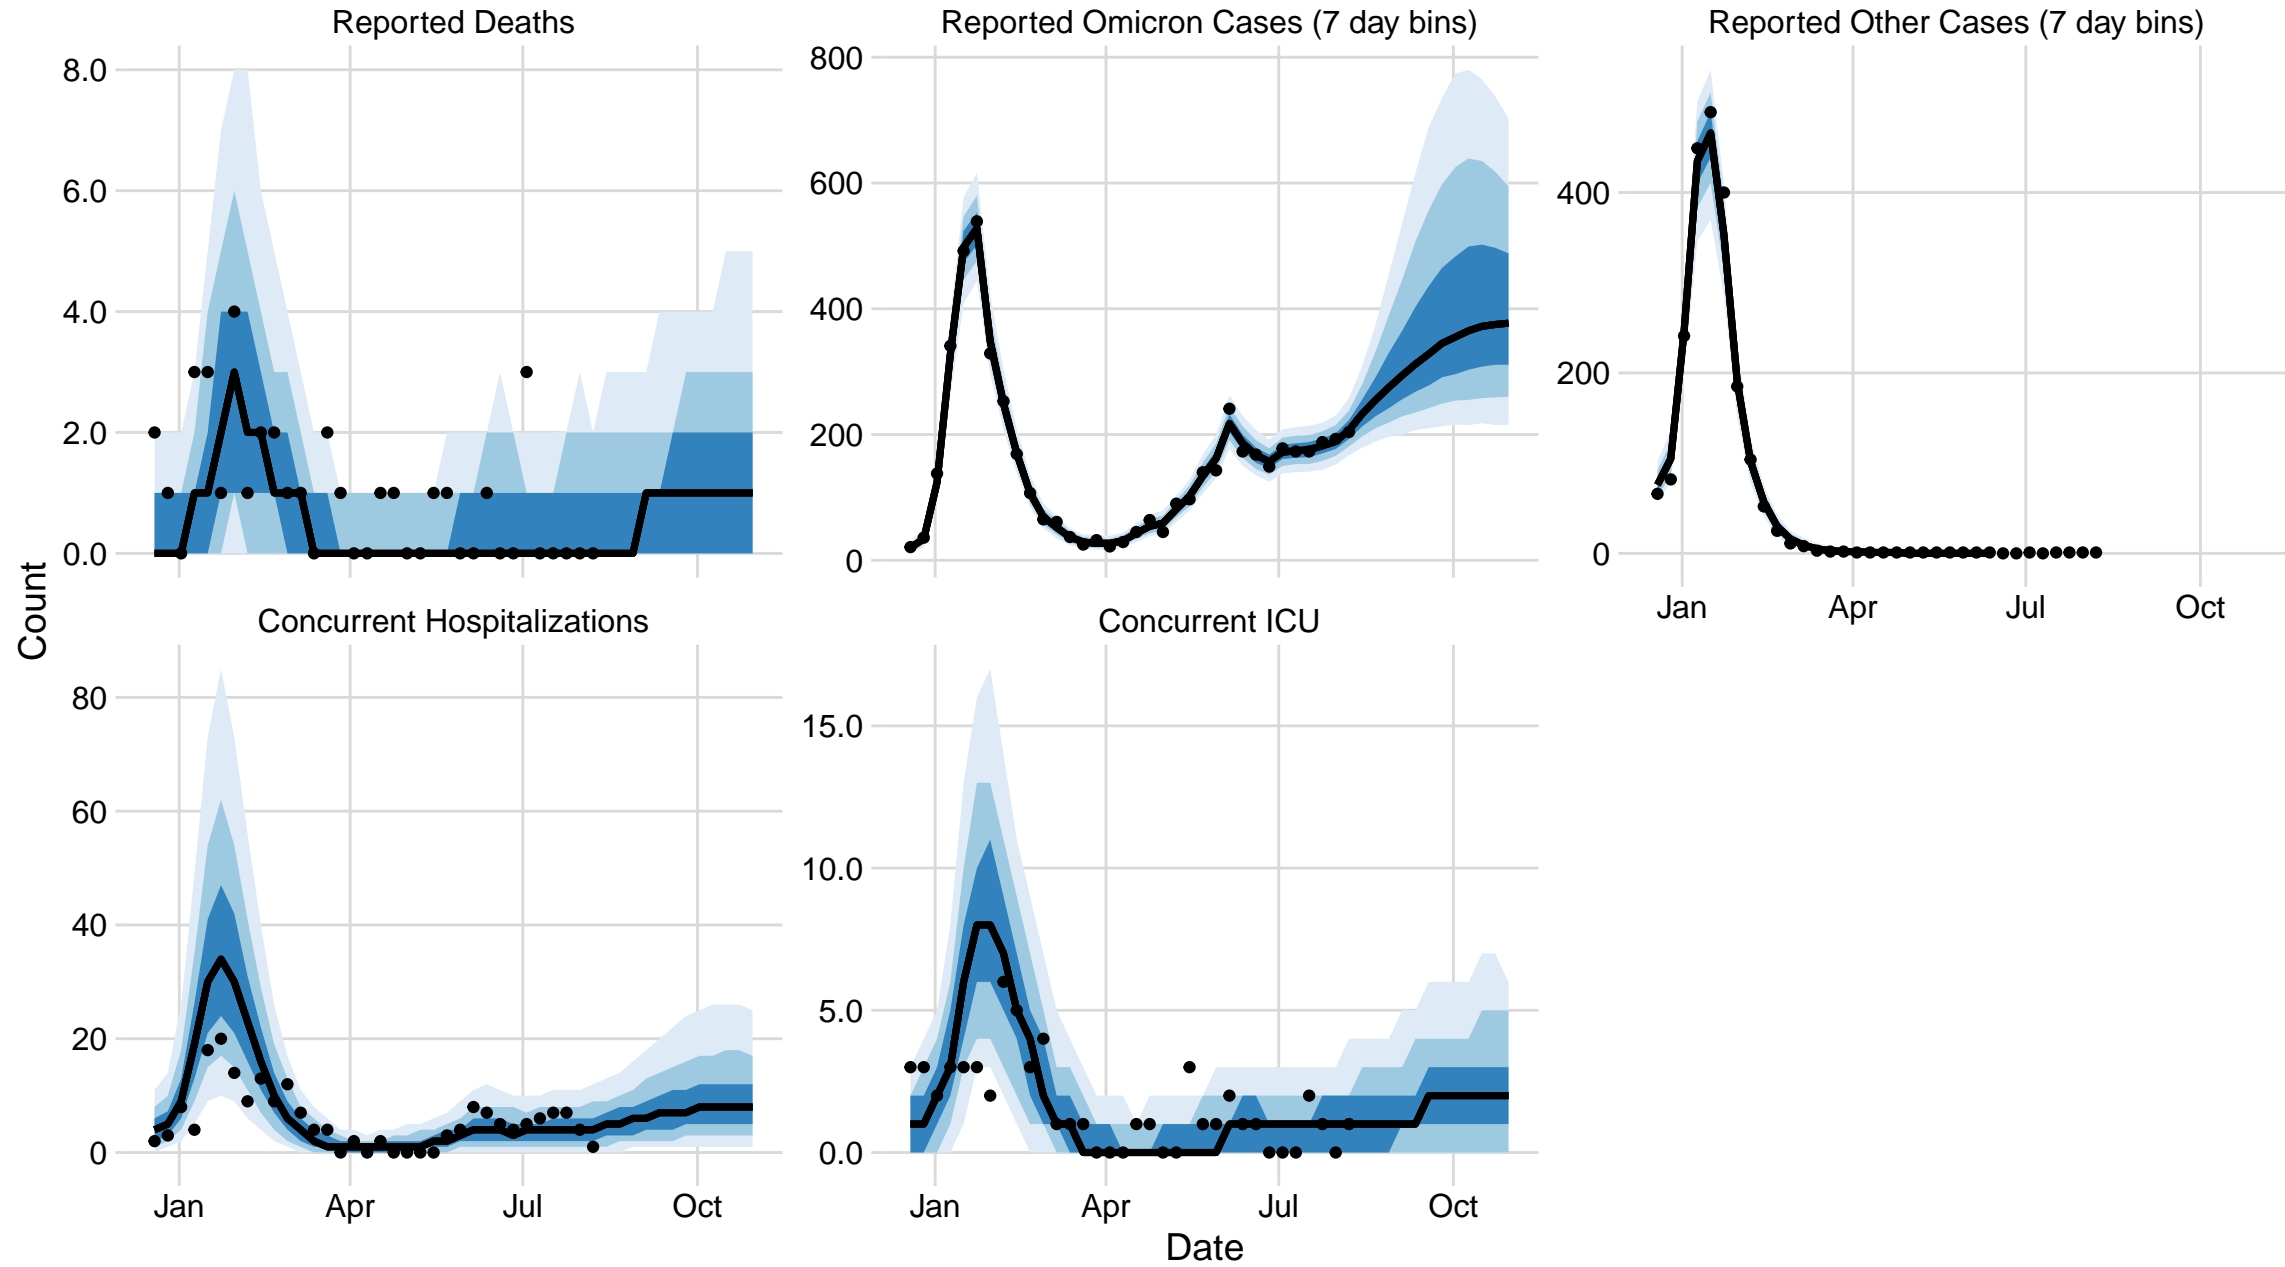 Reported Deaths
Reported Omicron Cases (7 day bins)
Reported Other Cases (7 day bins)
8.0
6.0
4.0
2.0
0.0
800
600
400
200
0
400
200
0
Jan Apr Jul Oct
Count
Concurrent Hospitalizations
Concurrent ICU
80
60
40
20
0
15.0
10.0
5.0
0.0
Jan Apr Jul Oct
Jan Apr Jul Oct
Date